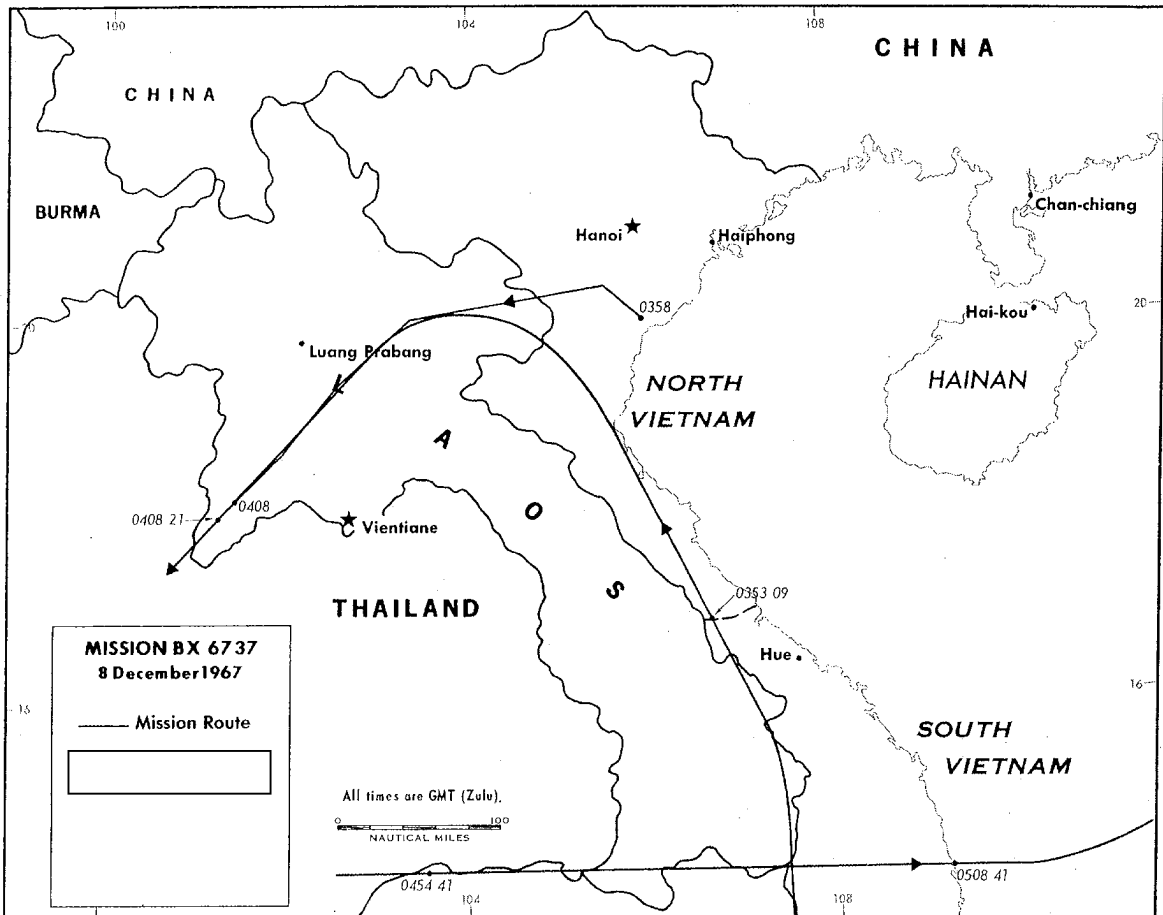 100
104
108
CHINA
CHINA
BURMA
Chan-chiang
Hanoi
Haiphong
0358
20
Hai-kou
Luang Prabang
HAINAN
NORTH
VIETNAM
A
O
S
0408
0408 21
Vientiane
0353 09
THAILAND
Hue
MISSION BX 6737
8 December 1967
Mission Route
16
16
SOUTH
VIETNAM
All times are GMT (Zulu).
0
100
NAUTICAL MILES
0454 41
0508 41
104
108